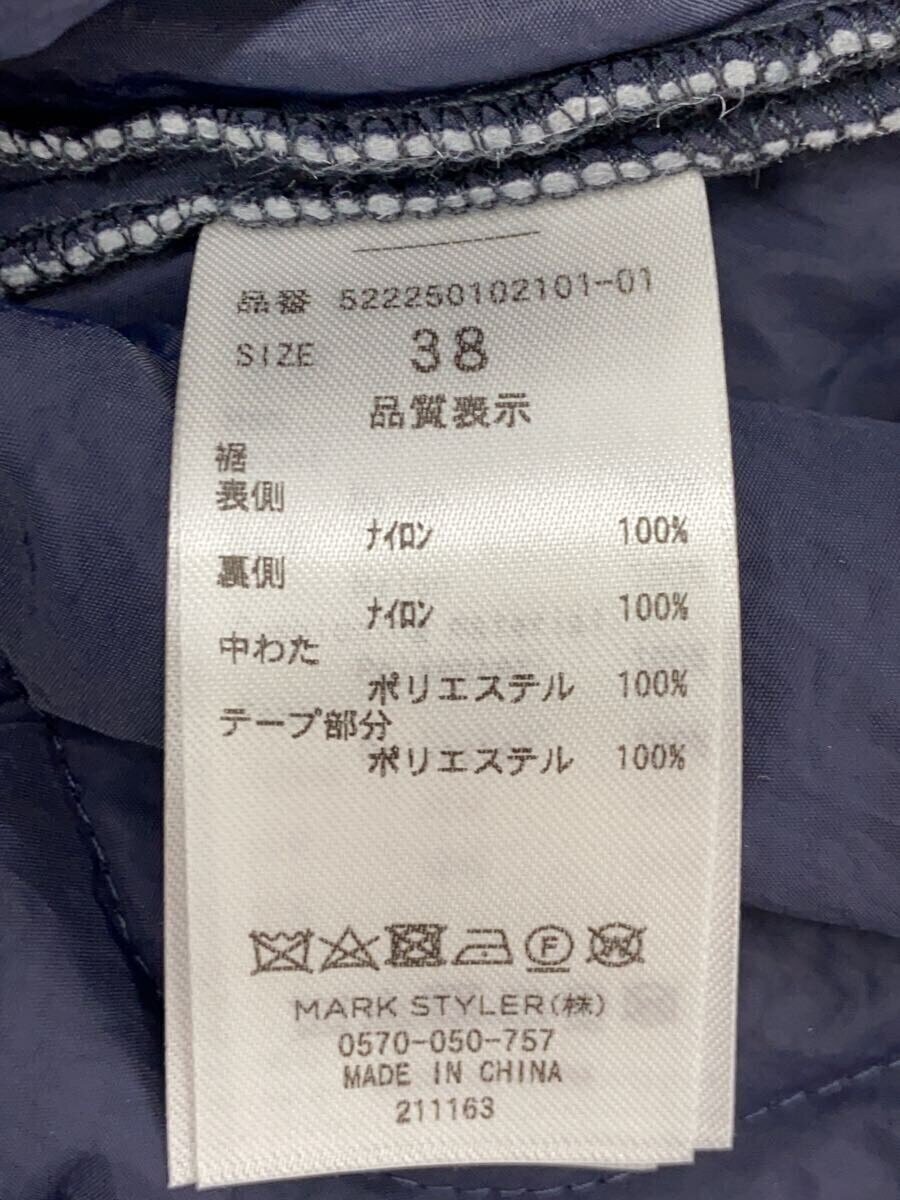 品番 522250102101-01
SIZE 38
品質表示
裾
表側
ナイロン 100%
裏側
ナイロン 100%
中わた
ポリエステル 100%
テープ部分
ポリエステル 100%
F W
MARK STYLER(株)
0570-050-757
MADE IN CHINA
211163